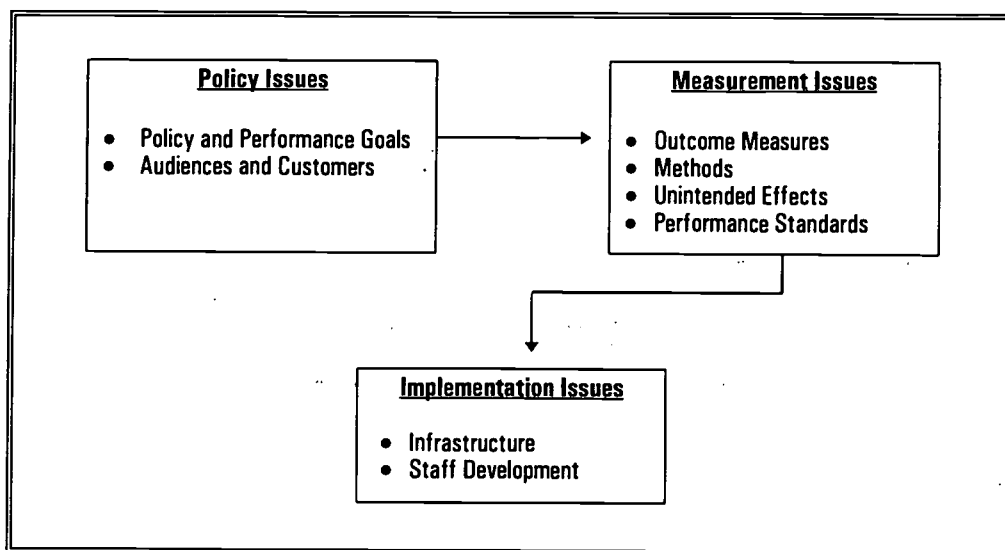 Policy Issues
● Policy and Performance Goals
● Audiences and Customers
Measurement Issues
● Outcome Measures
● Methods
● Unintended Effects
● Performance Standards
Implementation Issues
● Infrastructure
● Staff Development